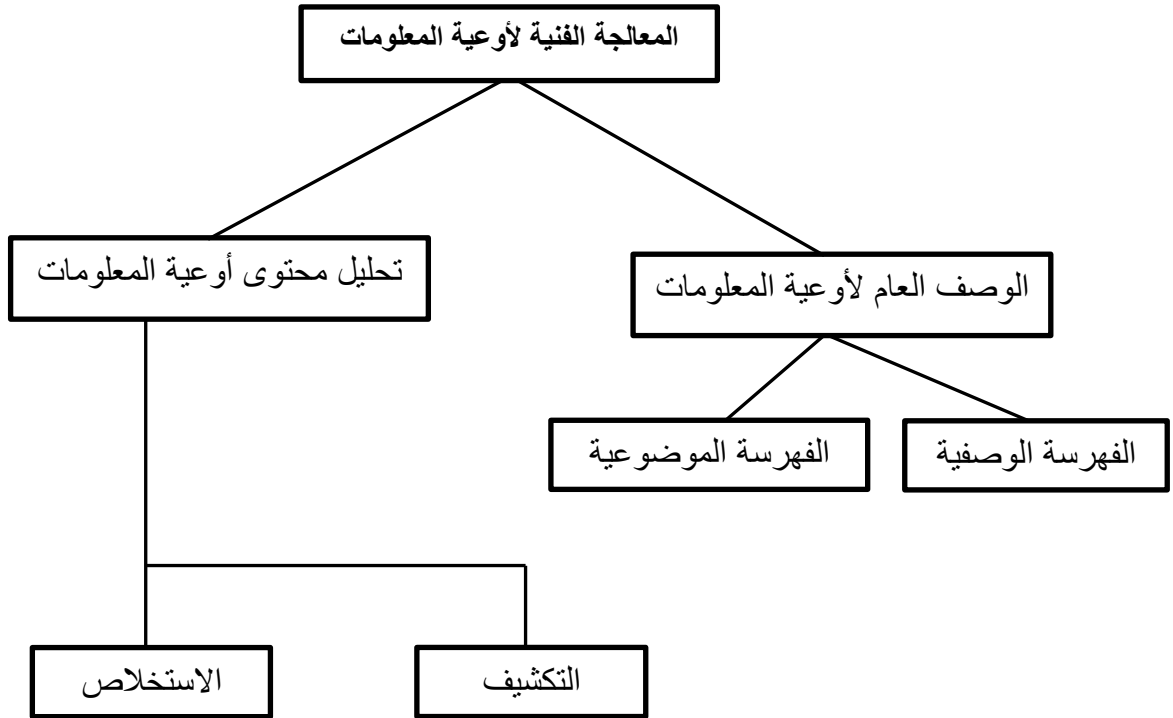 المعالجة الفنية لأوعية المعلومات
الوصف العام لأوعية المعلومات
تحليل محتوى أوعية المعلومات
الفهرسة الوصفية
الفهرسة الموضوعية
التكشيف
الاستخلاص